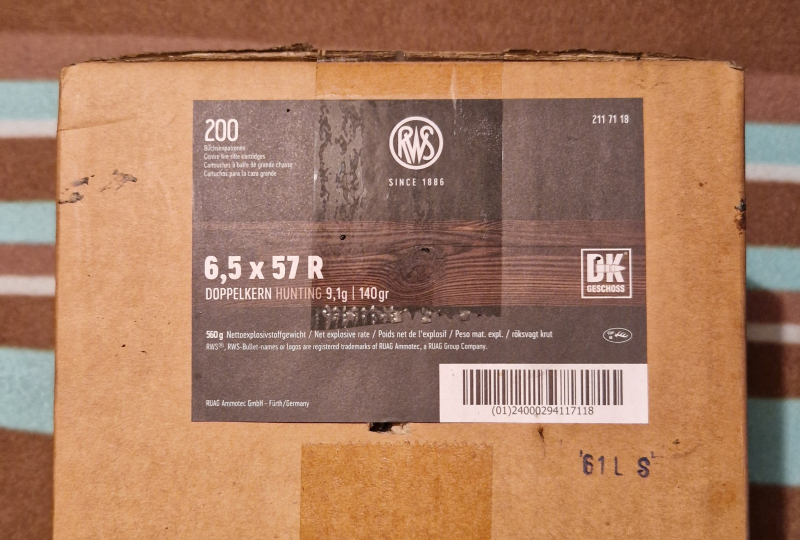 200
Büchsenpatronen
Centre fire rifle cartridges
Cartouches à balle de grande chasse
Cartuchos para la caza grande
RWS
SINCE 1886
211 71 18
6,5 x 57 R
DOPPELKERN HUNTING 9,1g | 140 gr
DK
GESCHOSS
560 g Nettoexplosivstoffgewicht / Net explosive rate / Poids net de l'explosif / Peso mat. expl. / röksvagt krut
RWS®, RWS-Bullet-names or logos are registered trademarks of RUAG Ammotec, a RUAG Group Company.
RUAG Ammotec GmbH - Fürth/Germany
(01)24000294117118
61 L S